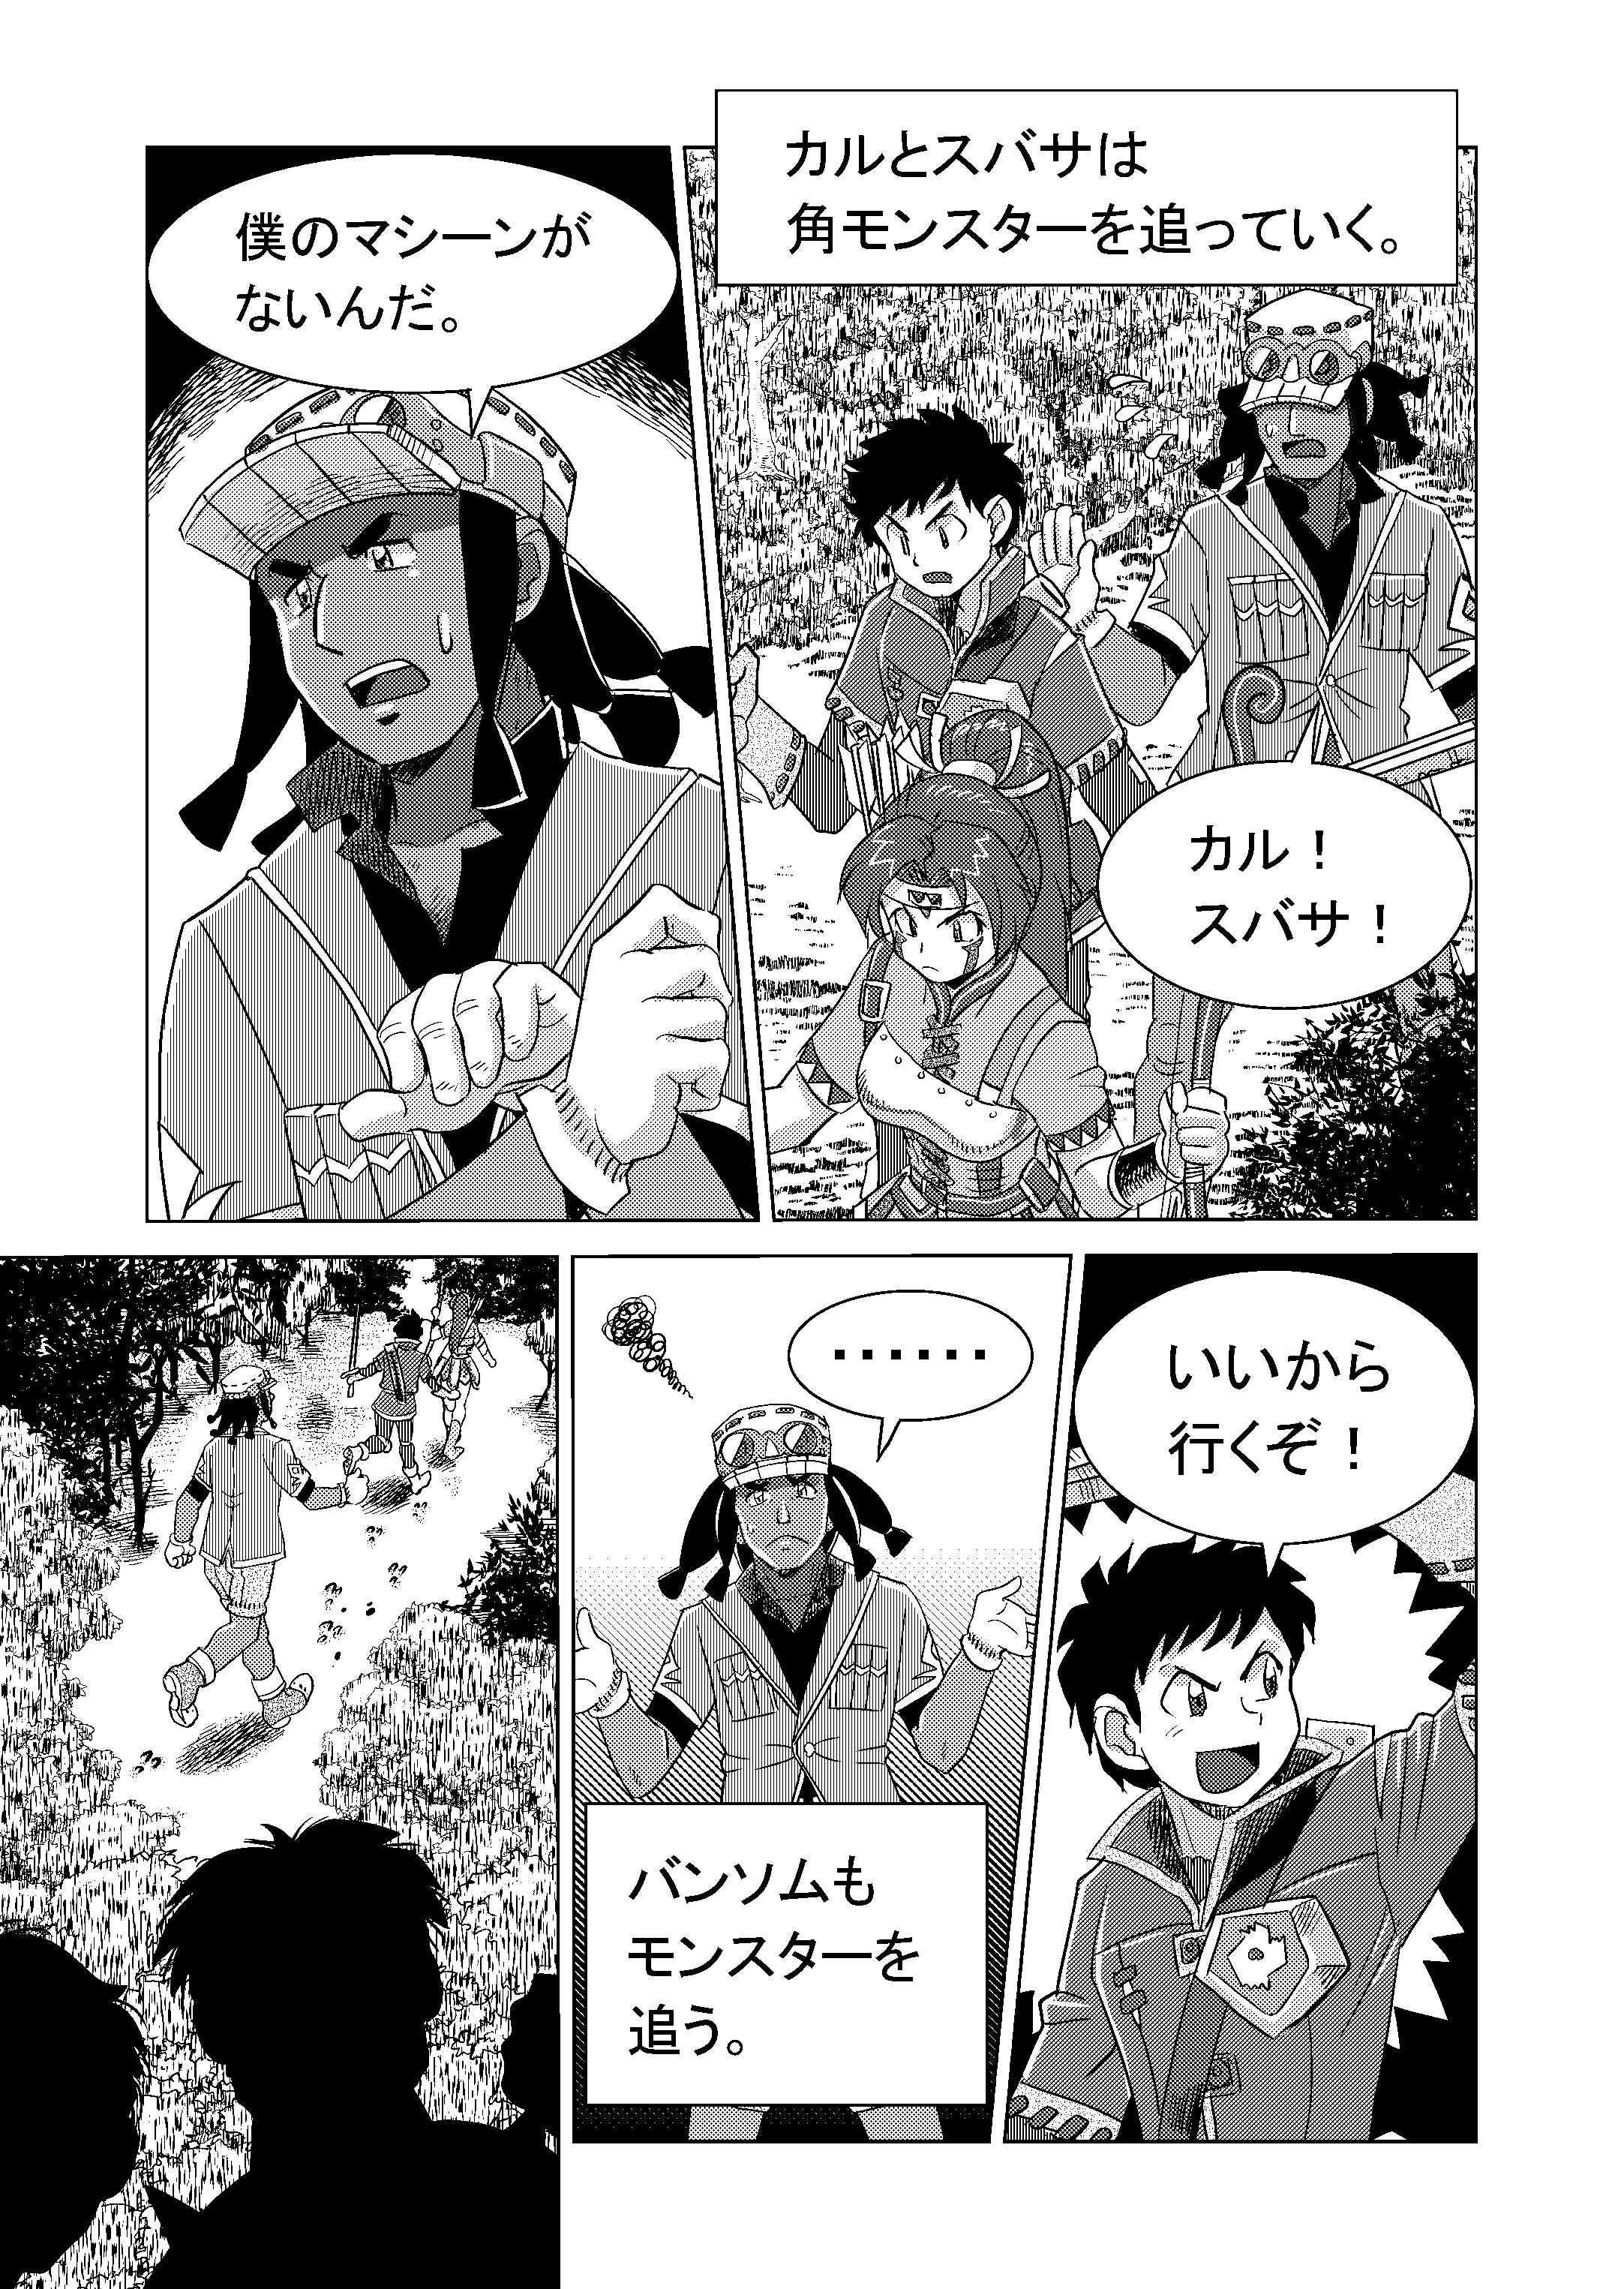 カルとスバサは
角モンスターを追っていく。
カル！
スバサ！
僕のマシーンが
ないんだ。
いいから
行くぞ！
・・・・・・
バンソムも
モンスターを
追う。